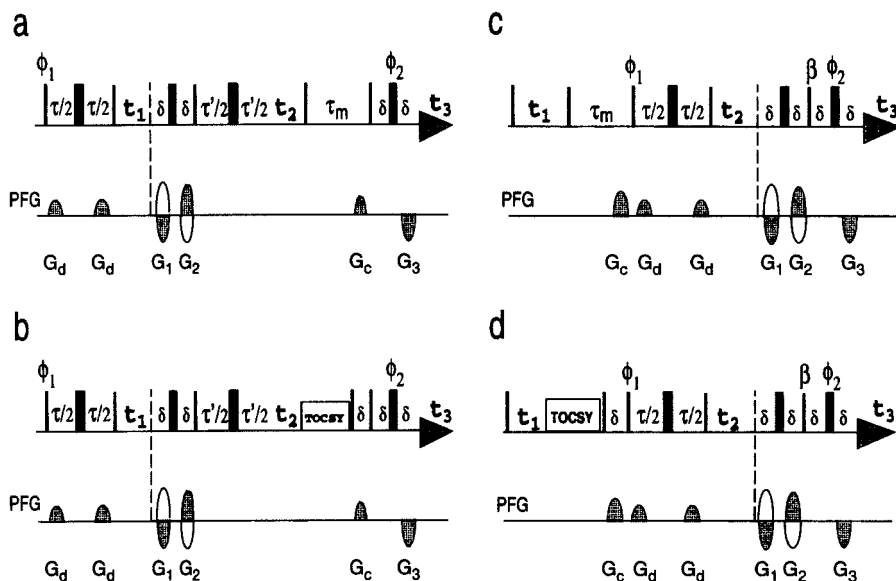 a
ϕ1 ϕ2
τ/2 τ/2 t1 δ δ τ'/2 τ'/2 t2 τm δ δ t3
PFG
Gd Gd G1 G2 Gc G3
b
ϕ1 ϕ2
τ/2 τ/2 t1 δ δ τ'/2 τ'/2 t2 TOCSY δ δ δ t3
PFG
Gd Gd G1 G2 Gc G3
c
ϕ1 β ϕ2
t1 τm τ/2 τ/2 t2 δ δ δ δ t3
PFG
Gc Gd Gd G1 G2 G3
d
ϕ1 β ϕ2
t1 TOCSY δ τ/2 τ/2 t2 δ δ δ δ t3
PFG
Gc Gd Gd G1 G2 G3